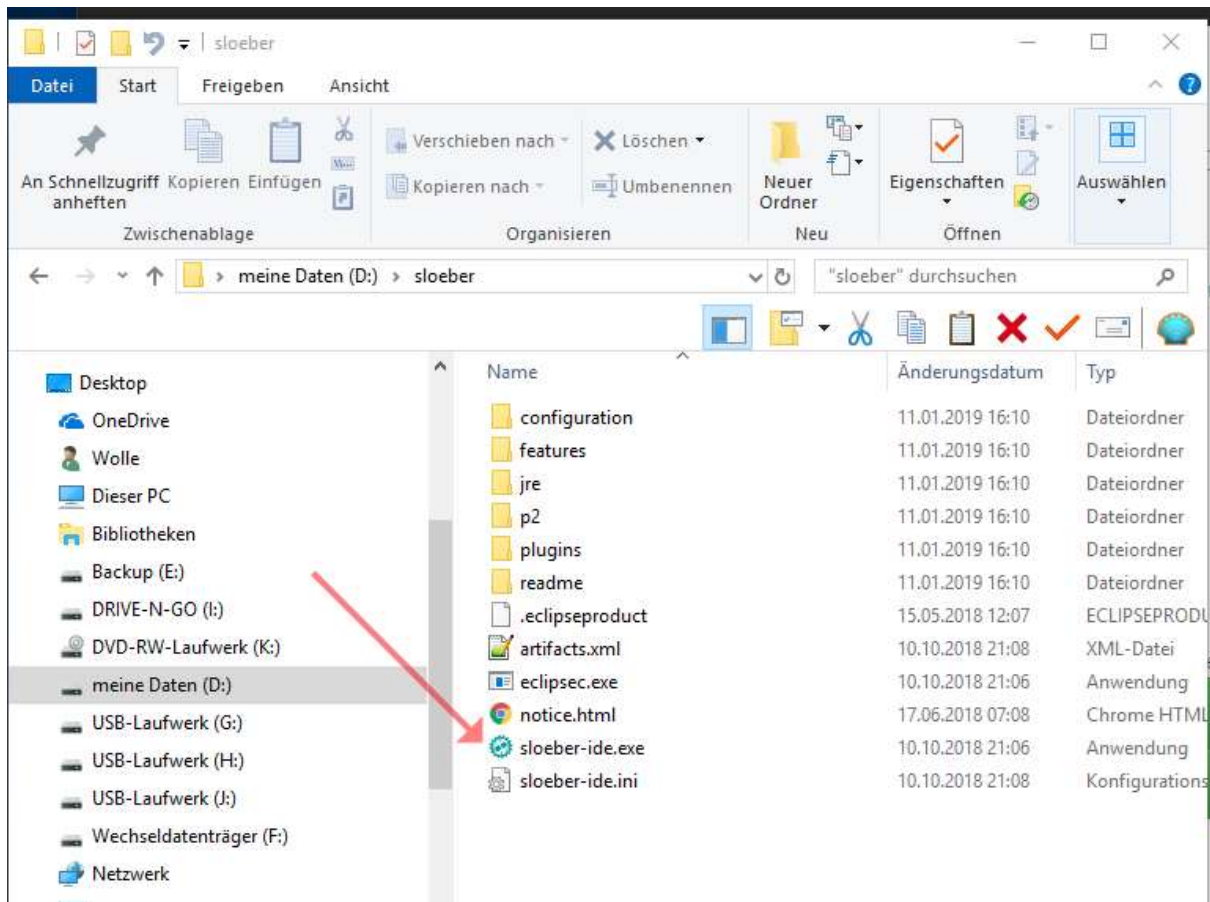 sloeber
Datei Start Freigeben Ansicht
An Schnellzugriff anheften
Kopieren
Einfügen
Zwischenablage
Verschieben nach
Kopieren nach
Löschen
Umbenennen
Organisieren
Neuer
Ordner
Neu
Eigenschaften
Öffnen
Auswählen
meine Daten (D:) sloeber
"sloeber" durchsuchen
Desktop
OneDrive
Wolle
Dieser PC
Bibliotheken
Backup (E:)
DRIVE-N-GO (I:)
DVD-RW-Laufwerk (K:)
meine Daten (D:)
USB-Laufwerk (G:)
USB-Laufwerk (H:)
USB-Laufwerk (J:)
Wechseldatenträger (F:)
Netzwerk
Name Änderungsdatum Typ
configuration 11.01.2019 16:10 Dateiordner
features 11.01.2019 16:10 Dateiordner
jre 11.01.2019 16:10 Dateiordner
p2 11.01.2019 16:10 Dateiordner
plugins 11.01.2019 16:10 Dateiordner
readme 11.01.2019 16:10 Dateiordner
.eclipseproduct 15.05.2018 12:07 ECLIPSEPRODU
artifacts.xml 10.10.2018 21:08 XML-Datei
eclipsec.exe 10.10.2018 21:06 Anwendung
notice.html 17.06.2018 07:08 Chrome HTML
sloeber-ide.exe 10.10.2018 21:06 Anwendung
sloeber-ide.ini 10.10.2018 21:08 Konfigurations